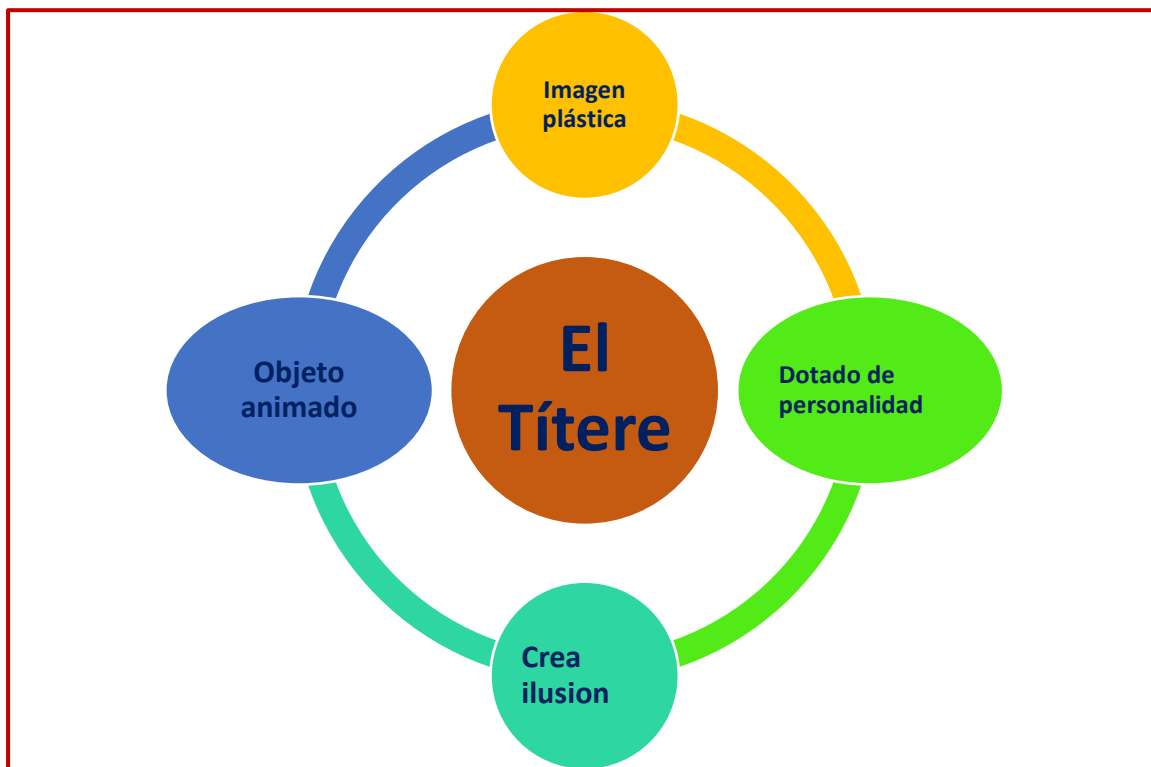 Imagen
plástica
Objeto
animado
El
Títere
Dotado de
personalidad
Crea
ilusion